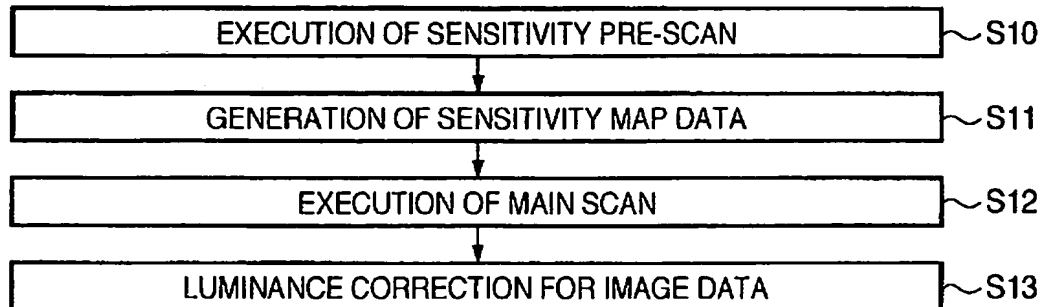 EXECUTION OF SENSITIVITY PRE-SCAN S10
GENERATION OF SENSITIVITY MAP DATA S11
EXECUTION OF MAIN SCAN S12
LUMINANCE CORRECTION FOR IMAGE DATA S13